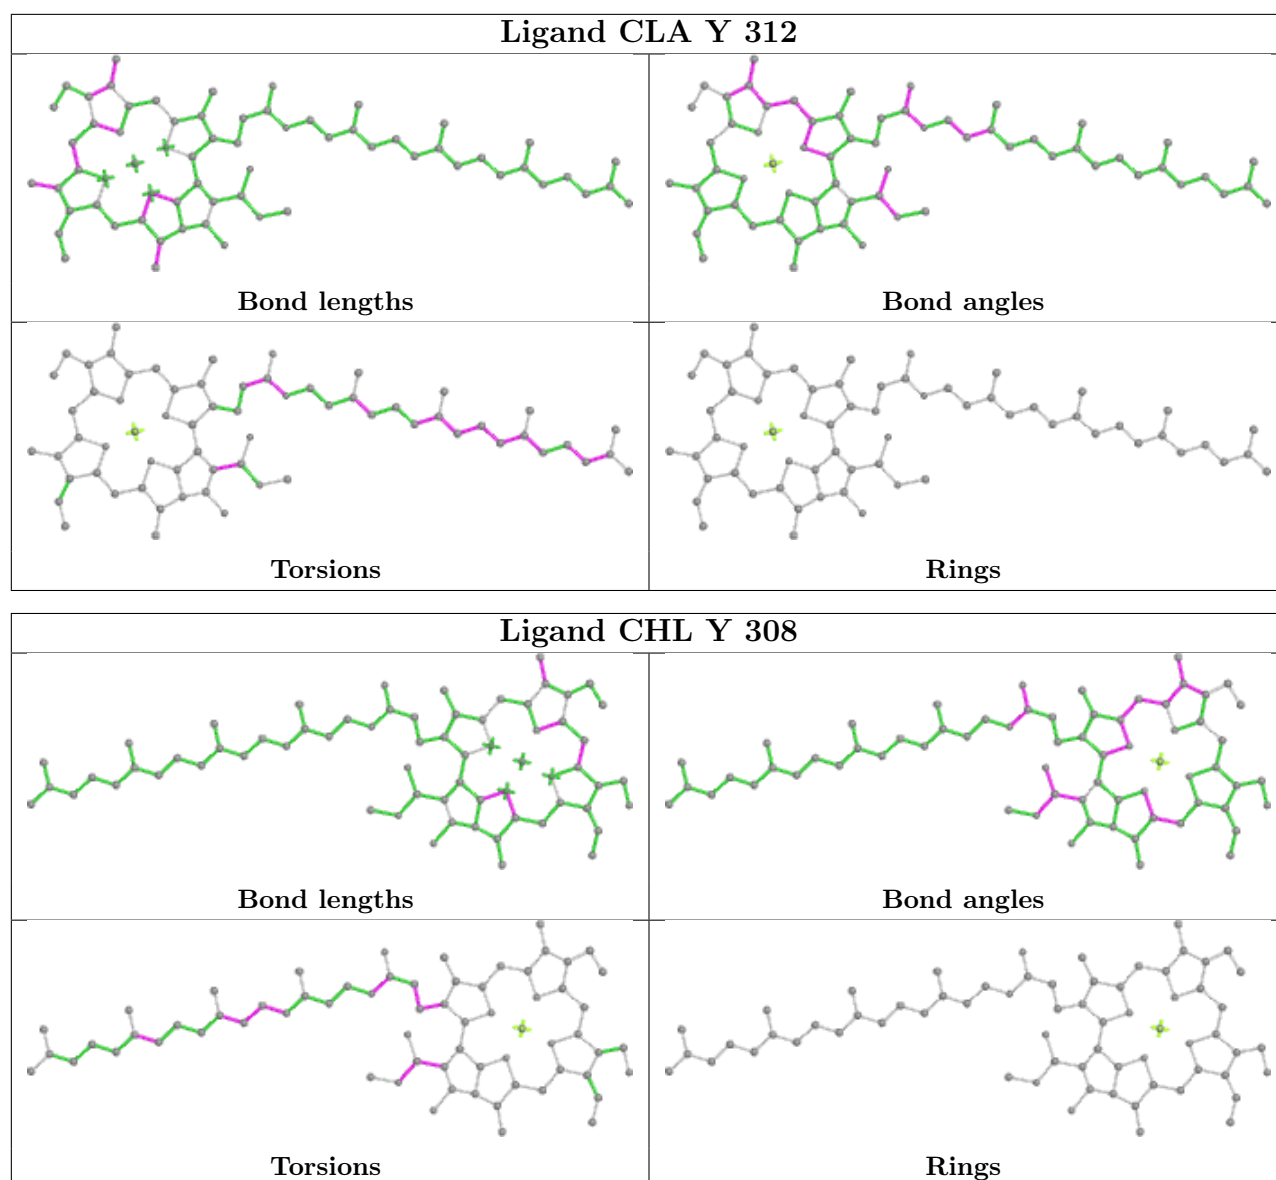 Ligand CLA Y 312
Bond lengths
Bond angles
Torsions
Rings
Ligand CHL Y 308
Bond lengths
Bond angles
Torsions
Rings